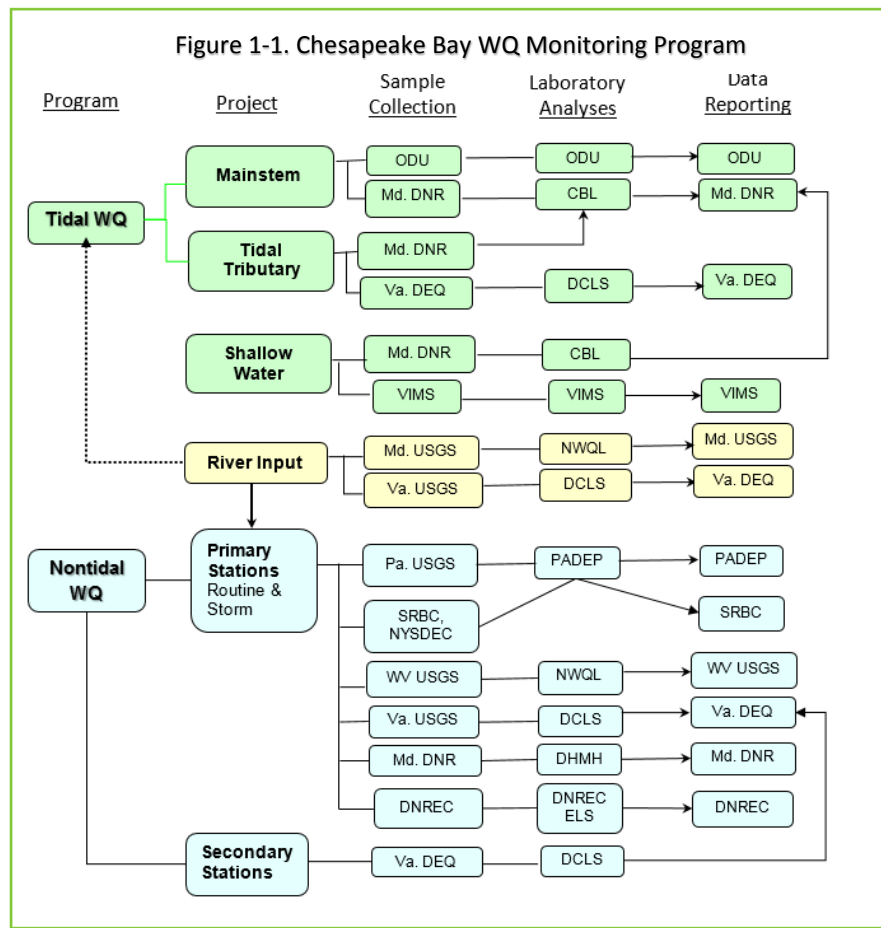 Figure 1-1. Chesapeake Bay WQ Monitoring Program
Program
Project
Sample
Collection
Laboratory
Analyses
Data
Reporting
Tidal WQ
Mainstem
ODU
ODU
ODU
Md. DNR
CBL
Md. DNR
Tidal
Tributary
Md. DNR
Va. DEQ
DCLS
Va. DEQ
Shallow
Water
Md. DNR
CBL
VIMS
VIMS
VIMS
River Input
Md. USGS
NWQL
Md. USGS
Va. USGS
DCLS
Va. DEQ
Nontidal
WQ
Primary
Stations
Routine &
Storm
Pa. USGS
PADEP
PADEP
SRBC,
NYSDEC
SRBC
WV USGS
NWQL
WV USGS
Va. USGS
DCLS
Va. DEQ
Md. DNR
DHMH
Md. DNR
DNREC
DNREC
ELS
DNREC
Secondary
Stations
Va. DEQ
DCLS